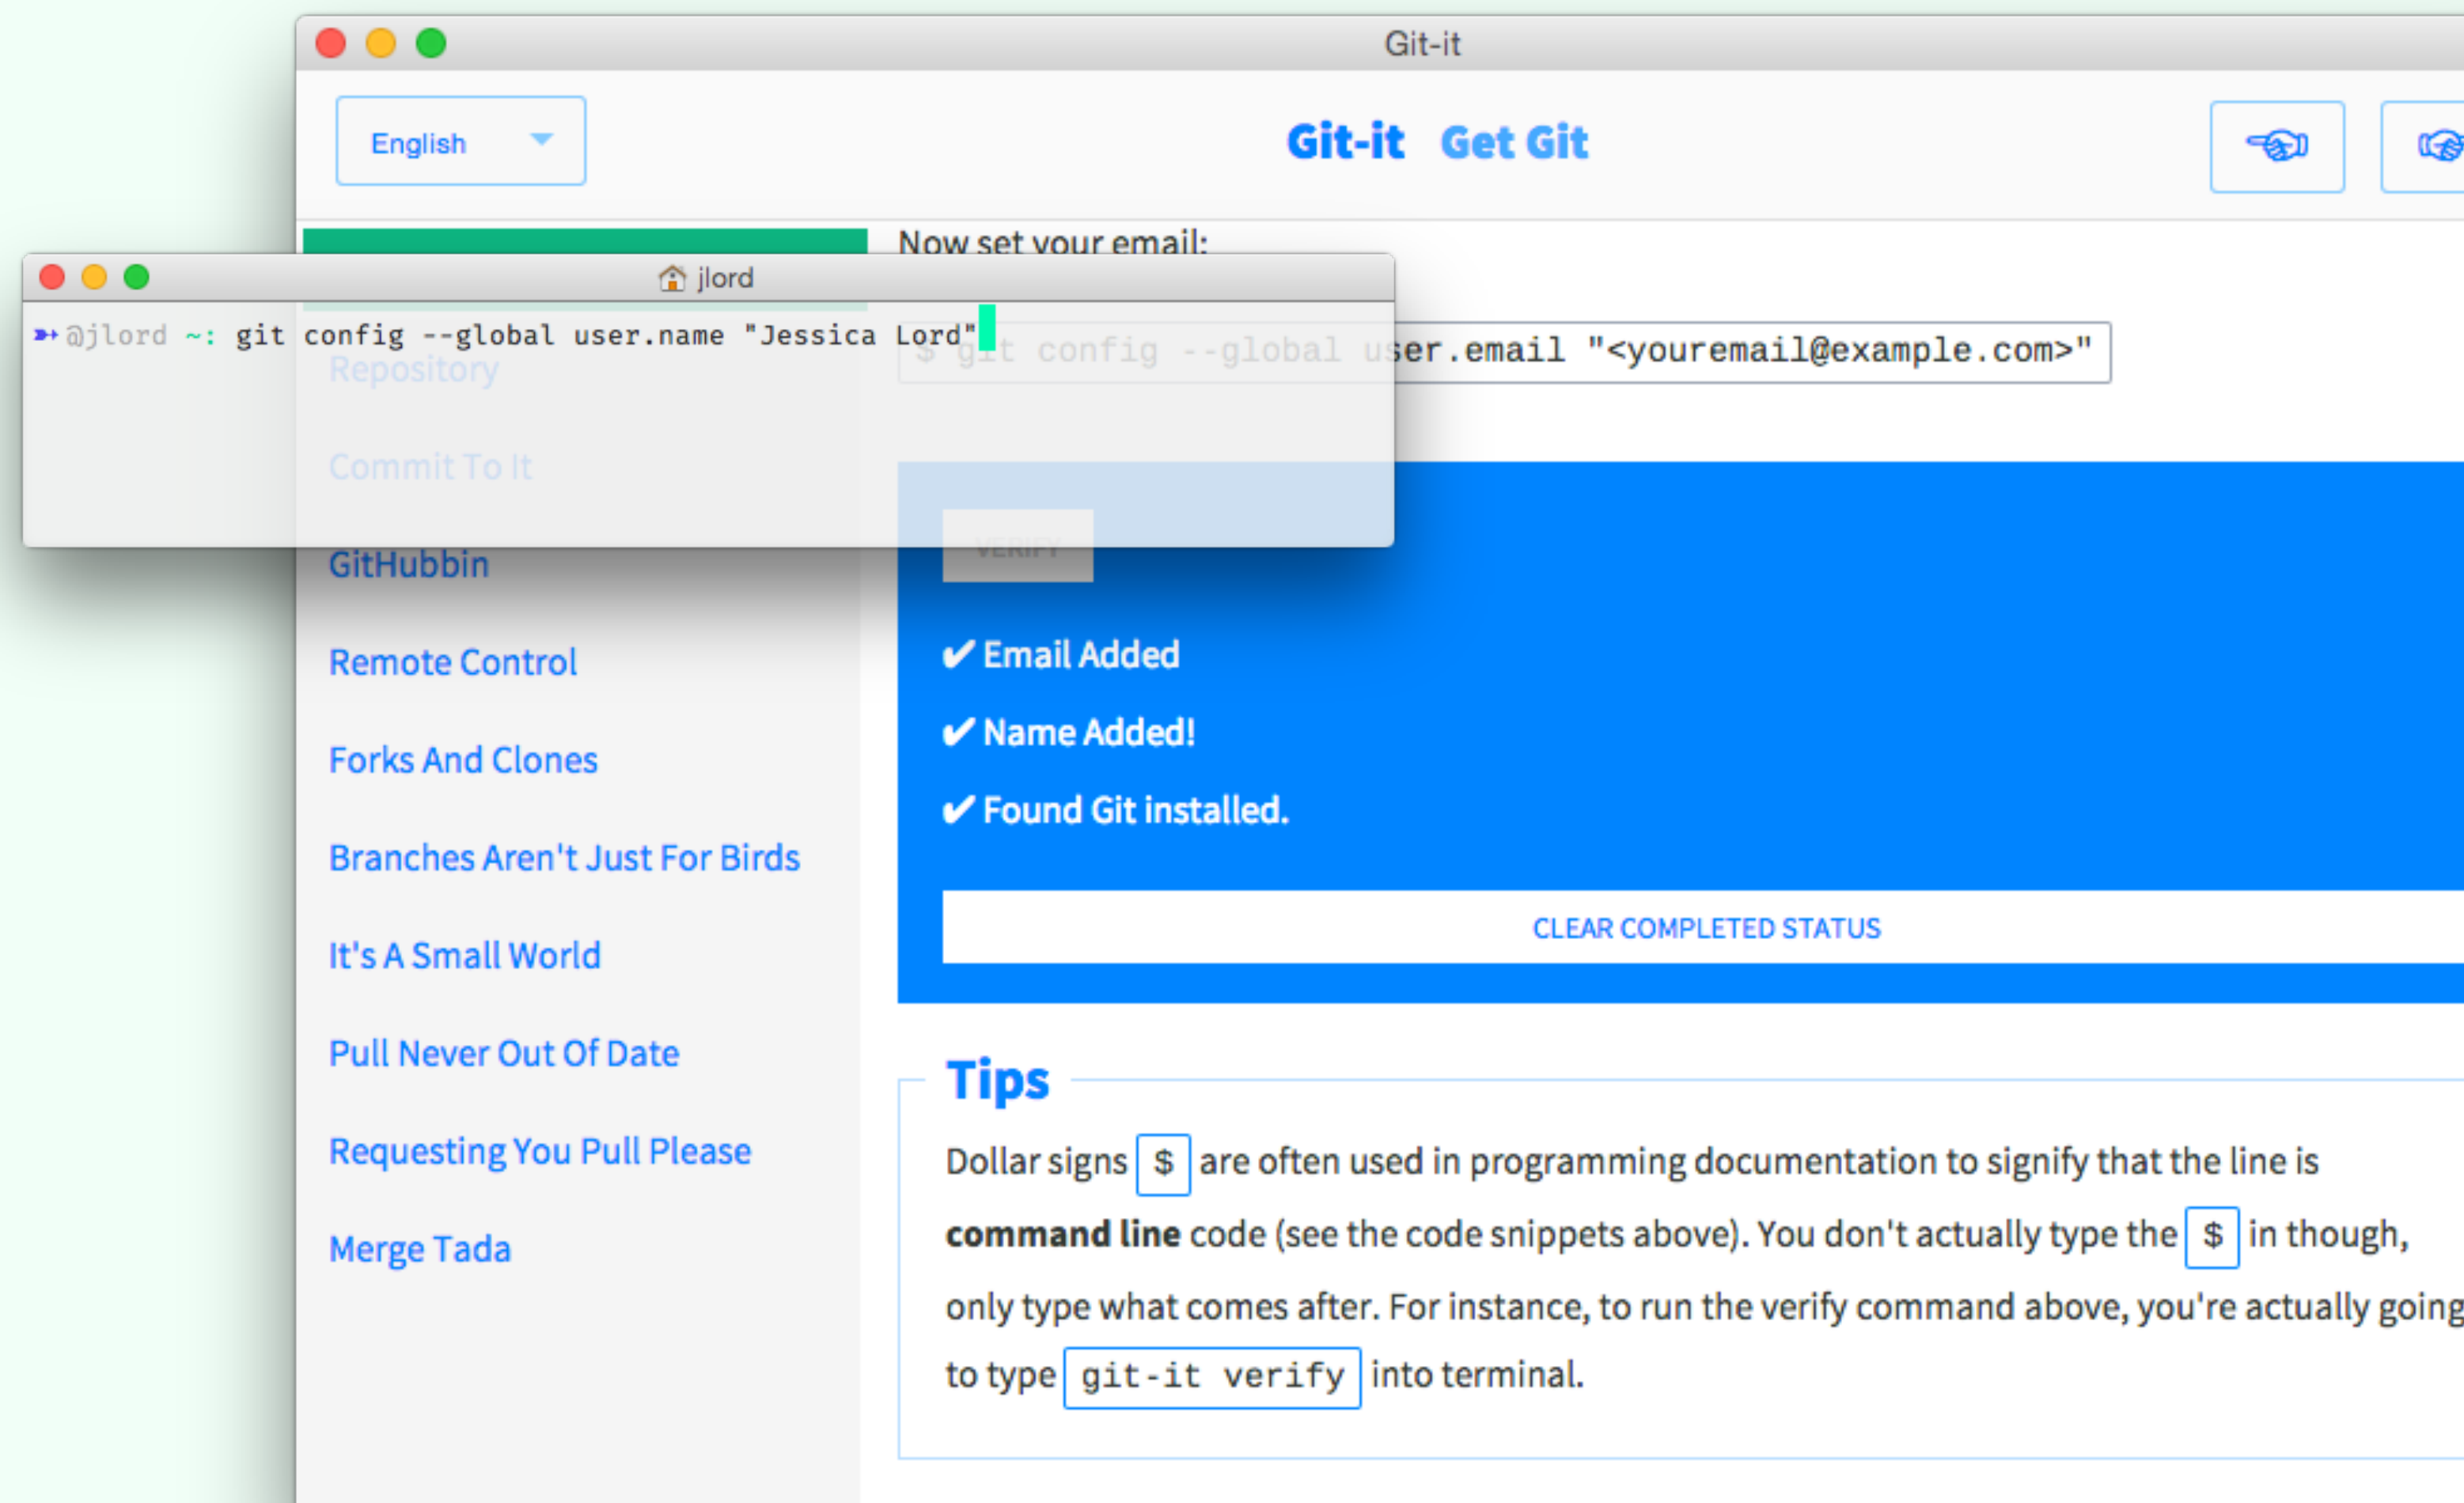 Git-it
English
Git-it Get Git
Now set your email:
jlord
@jlord ~: git config --global user.name "Jessica Lord"
$ git config --global user.email "<youremail@example.com>"
Repository
Commit To It
GitHubbin
Remote Control
Forks And Clones
Branches Aren't Just For Birds
It's A Small World
Pull Never Out Of Date
Requesting You Pull Please
Merge Tada
VERIFY
✔ Email Added
✔ Name Added!
✔ Found Git installed.
CLEAR COMPLETED STATUS
Tips
Dollar signs $ are often used in programming documentation to signify that the line is
command line code (see the code snippets above). You don't actually type the $ in though,
only type what comes after. For instance, to run the verify command above, you're actually going
to type git-it verify into terminal.